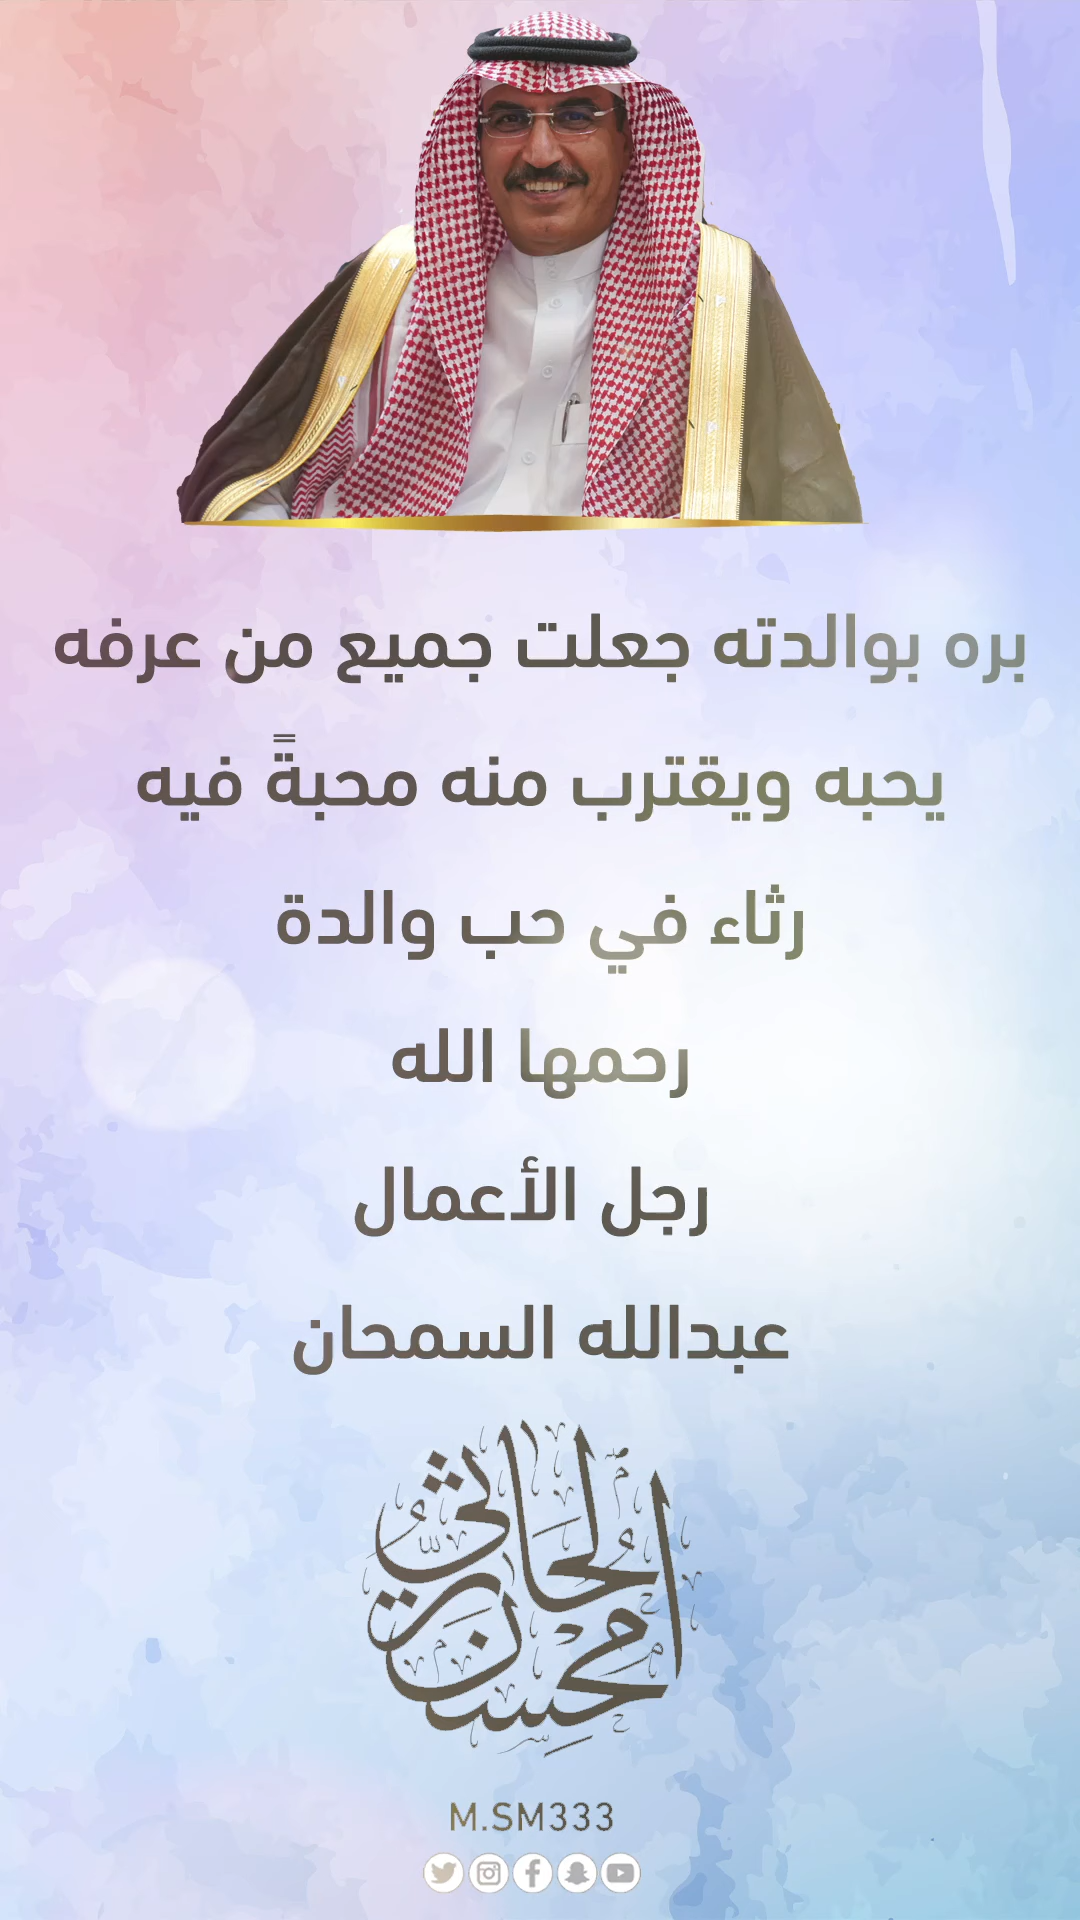 بره بوالدته جعلت جميع من عرفه
يحبه ويقترب منه محبةً فيه
رثاء في حب والدة
رحمها الله
رجل الأعمال
عبدالله السمحان
محسن الحارثي
M.SM333